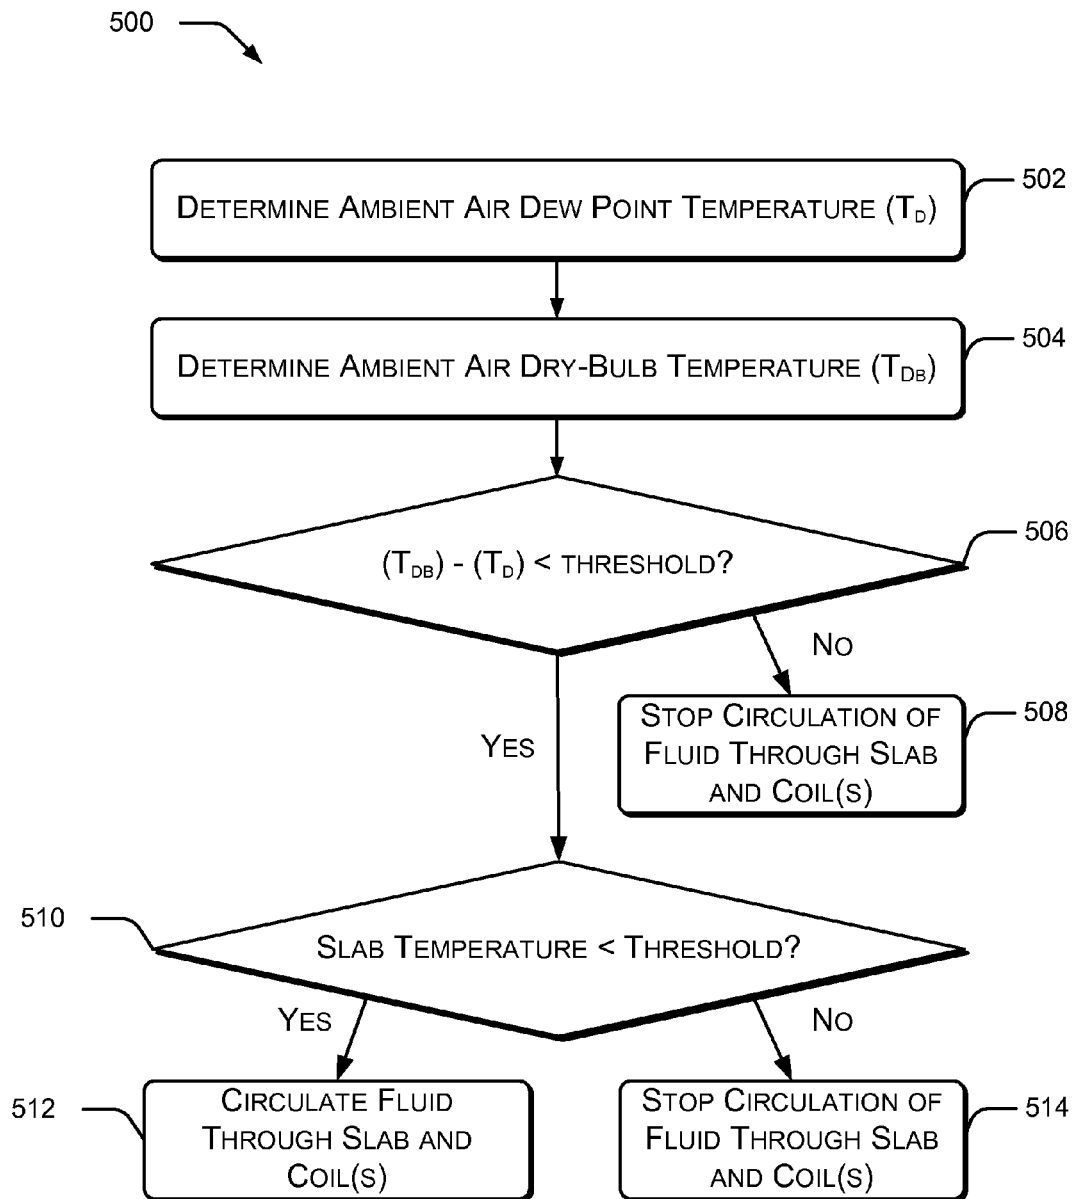 500
DETERMINE AMBIENT AIR DEW POINT TEMPERATURE (TD)
502
DETERMINE AMBIENT AIR DRY-BULB TEMPERATURE (TDB)
504
(TDB) - (TD) < THRESHOLD?
506
NO
STOP CIRCULATION OF
FLUID THROUGH SLAB
AND COIL(S)
508
YES
510
SLAB TEMPERATURE < THRESHOLD?
YES
NO
512
CIRCULATE FLUID
THROUGH SLAB AND
COIL(S)
STOP CIRCULATION OF
FLUID THROUGH SLAB
AND COIL(S)
514